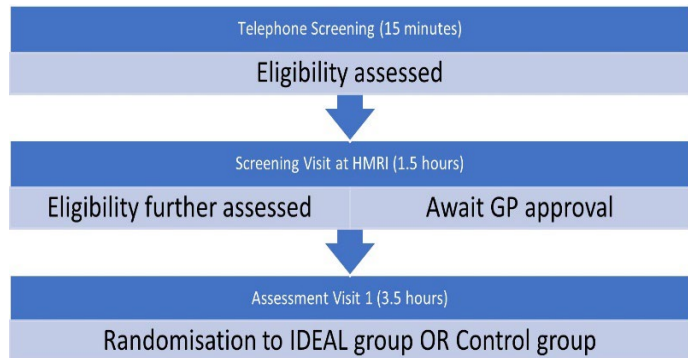 Telephone Screening (15 minutes)
Eligibility assessed
Screening Visit at HMRI (1.5 hours)
Eligibility further assessed
Await GP approval
Assessment Visit 1 (3.5 hours)
Randomisation to IDEAL group OR Control group